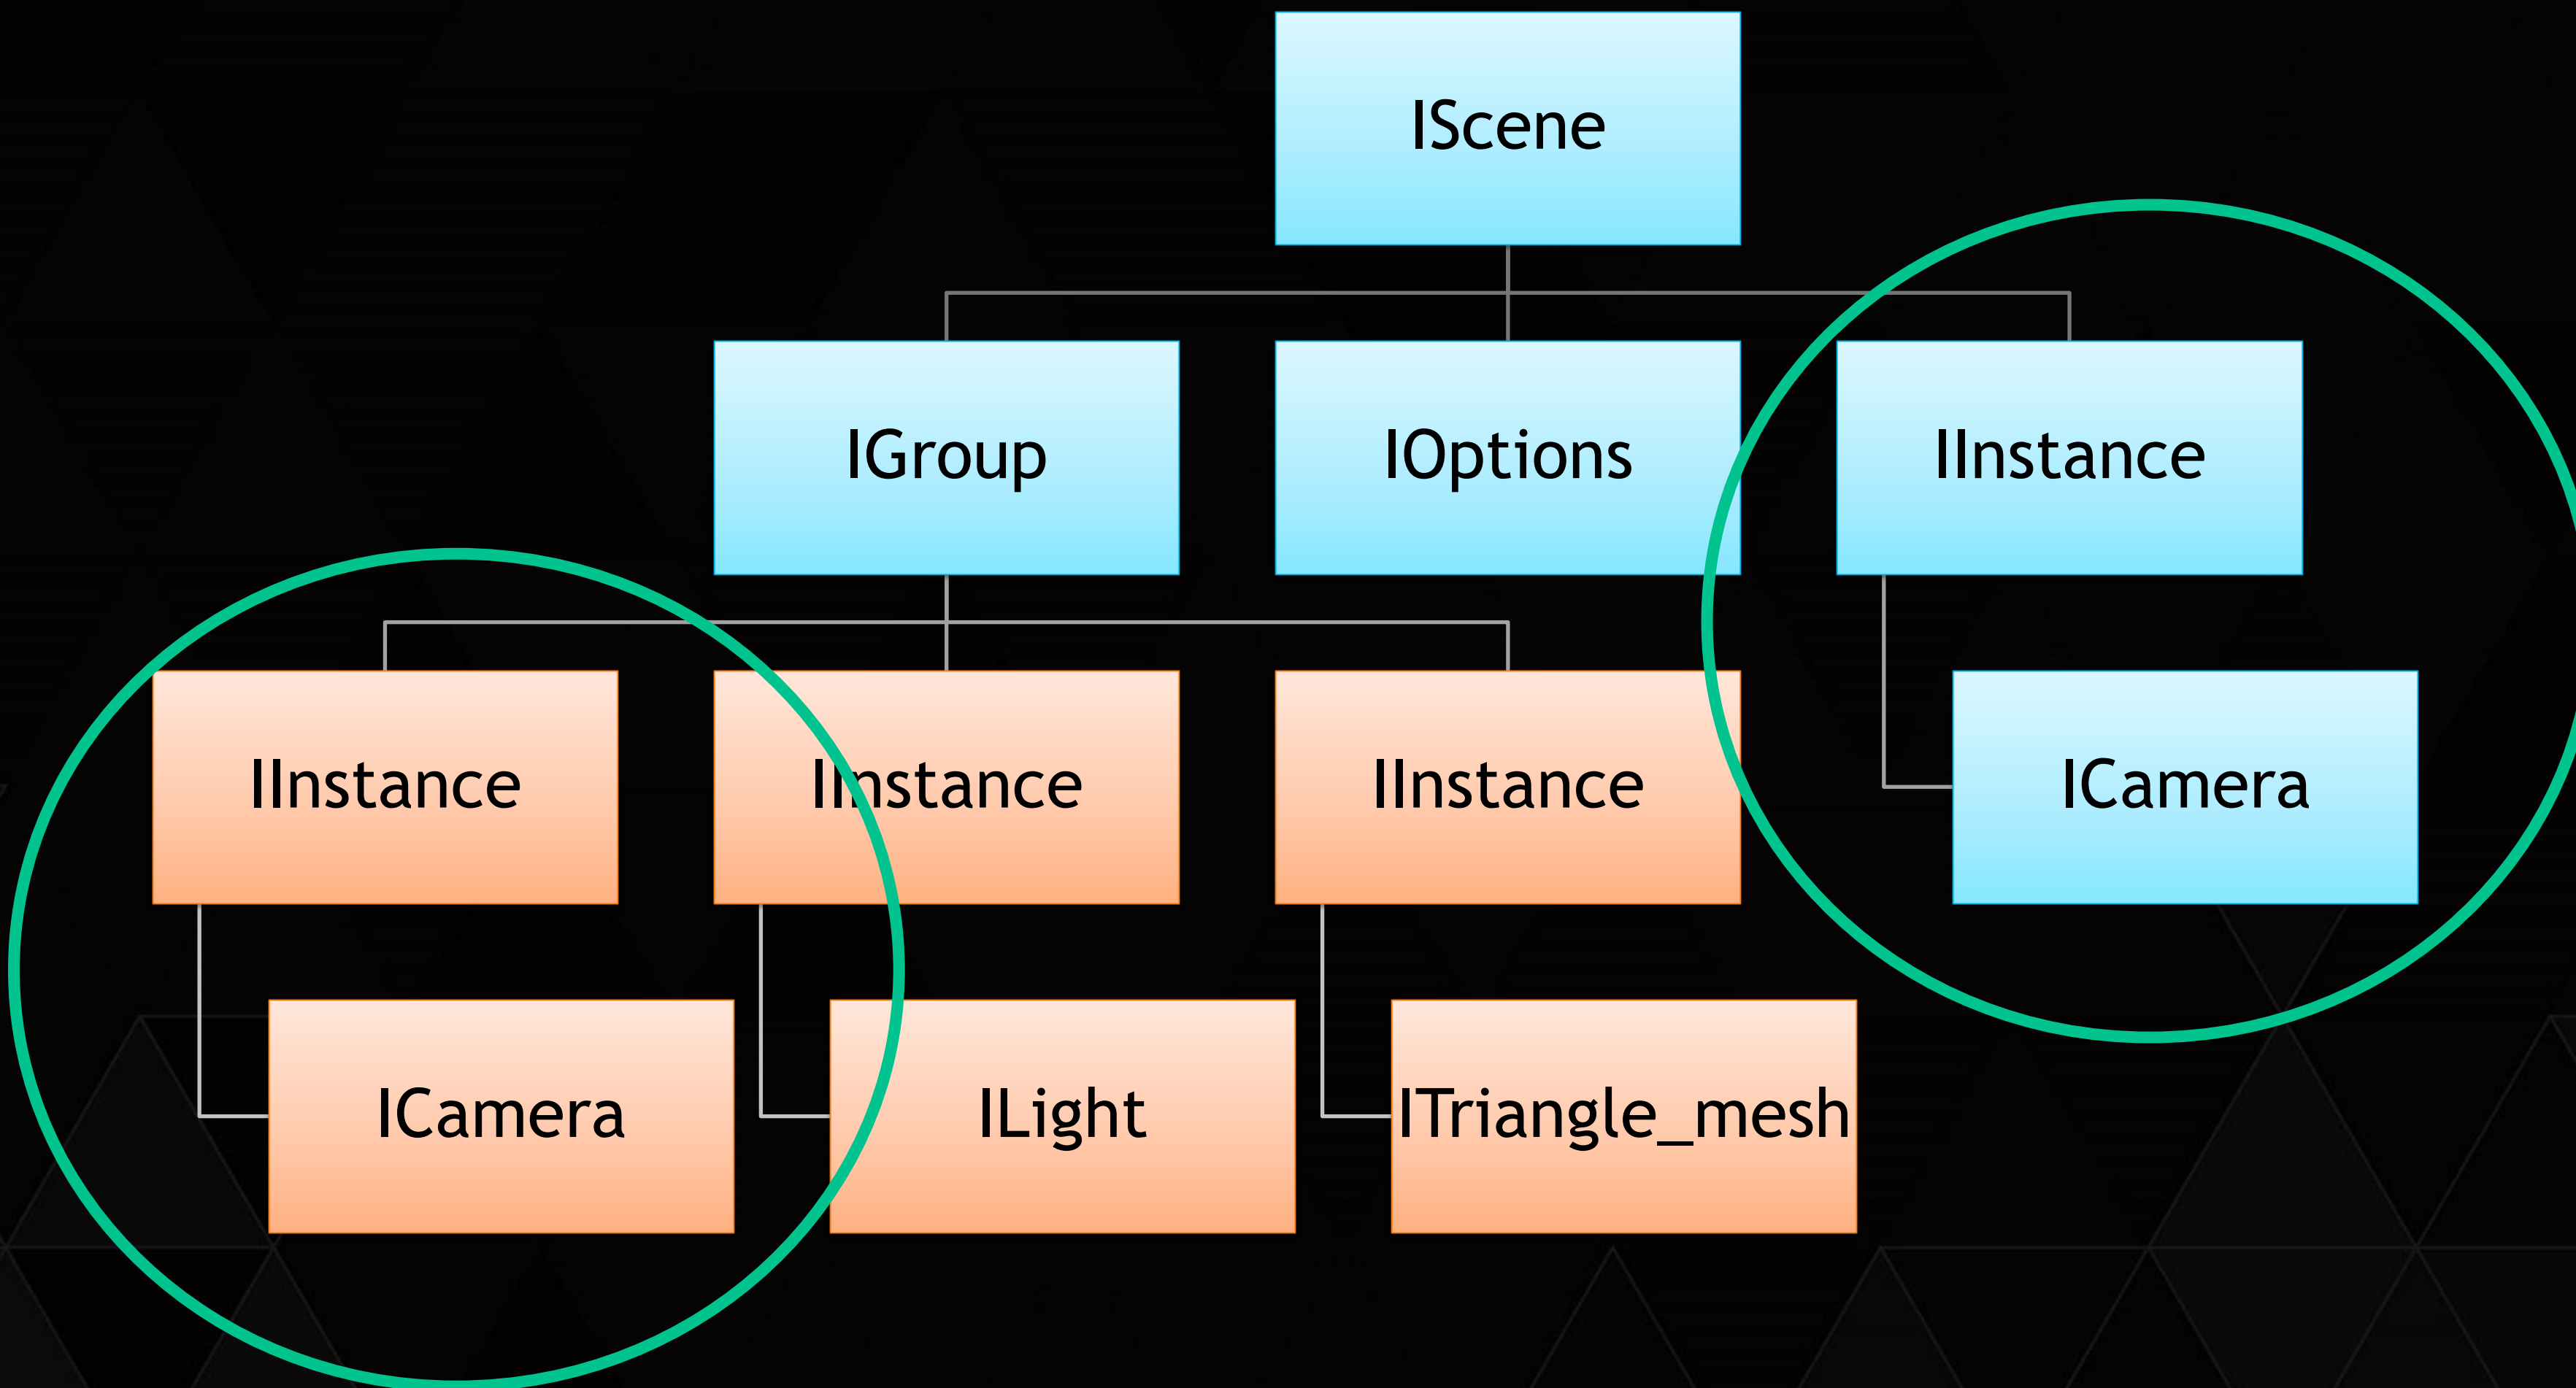 IScene
IGroup
IOptions
IInstance
IInstance
IInstance
IInstance
ICamera
ICamera
ILight
ITriangle_mesh